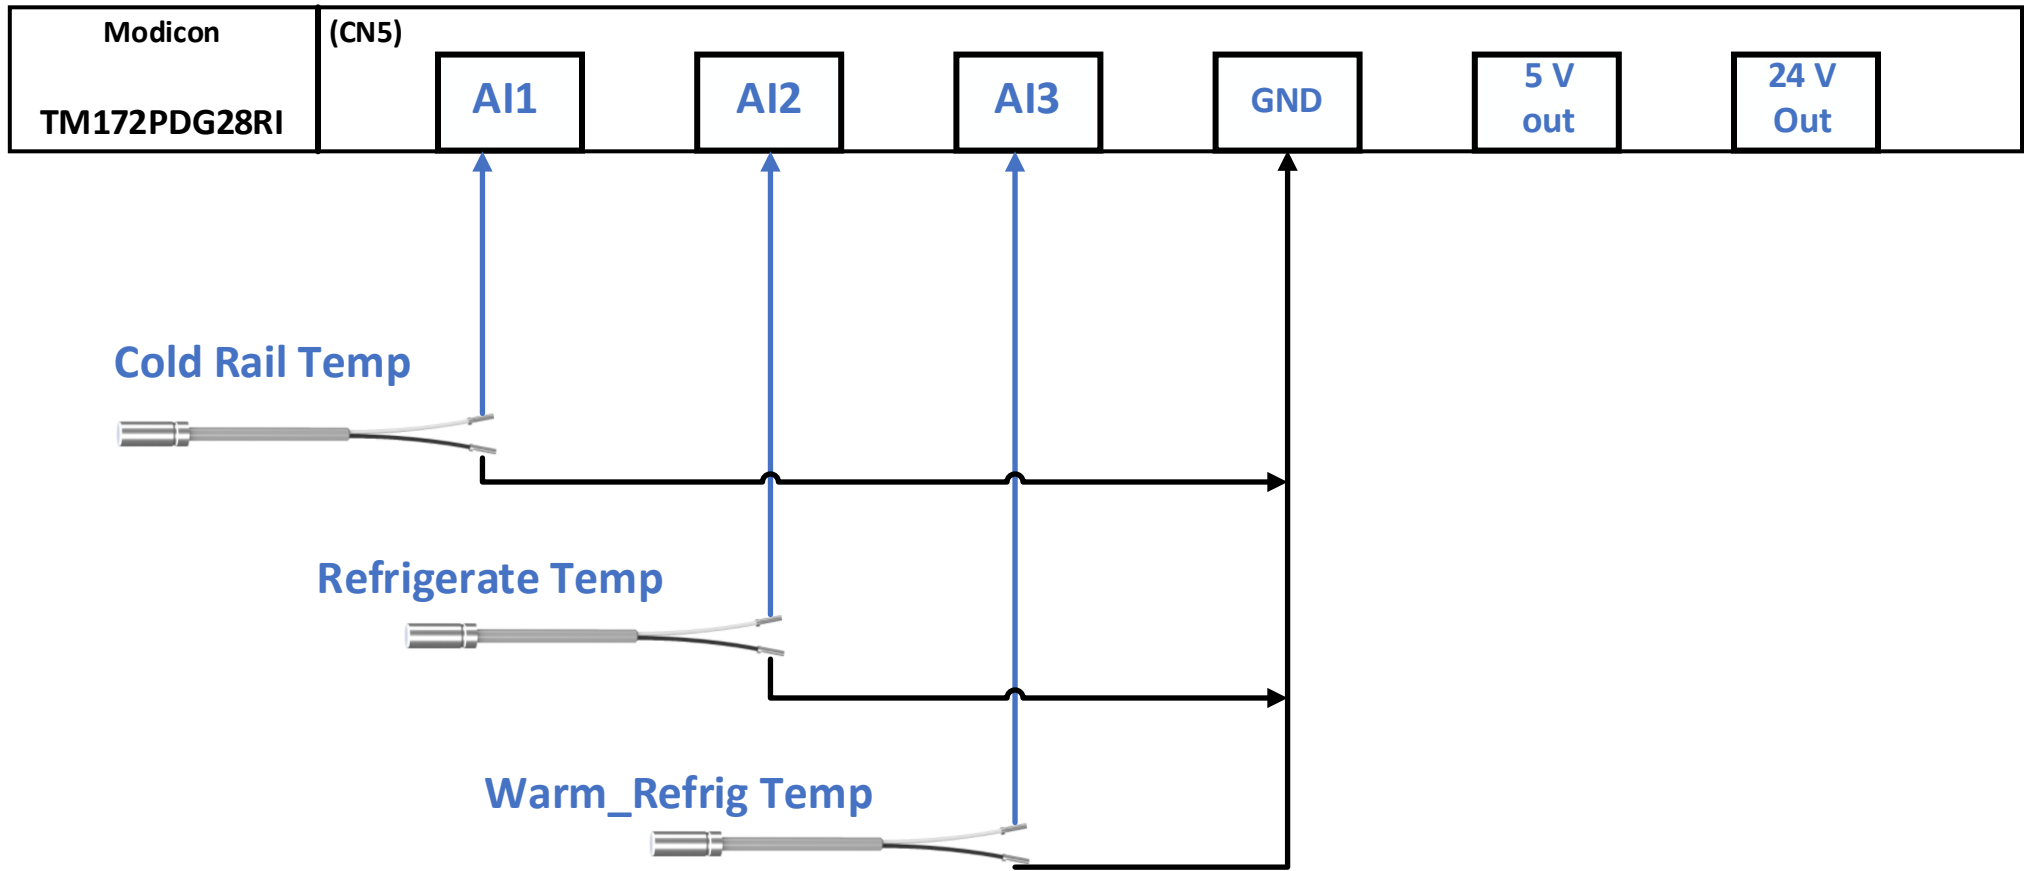 Modicon
TM172PDG28RI
(CN5)
AI1
AI2
AI3
GND
5 V
out
24 V
Out
Cold Rail Temp
Refrigerate Temp
Warm_Refrig Temp